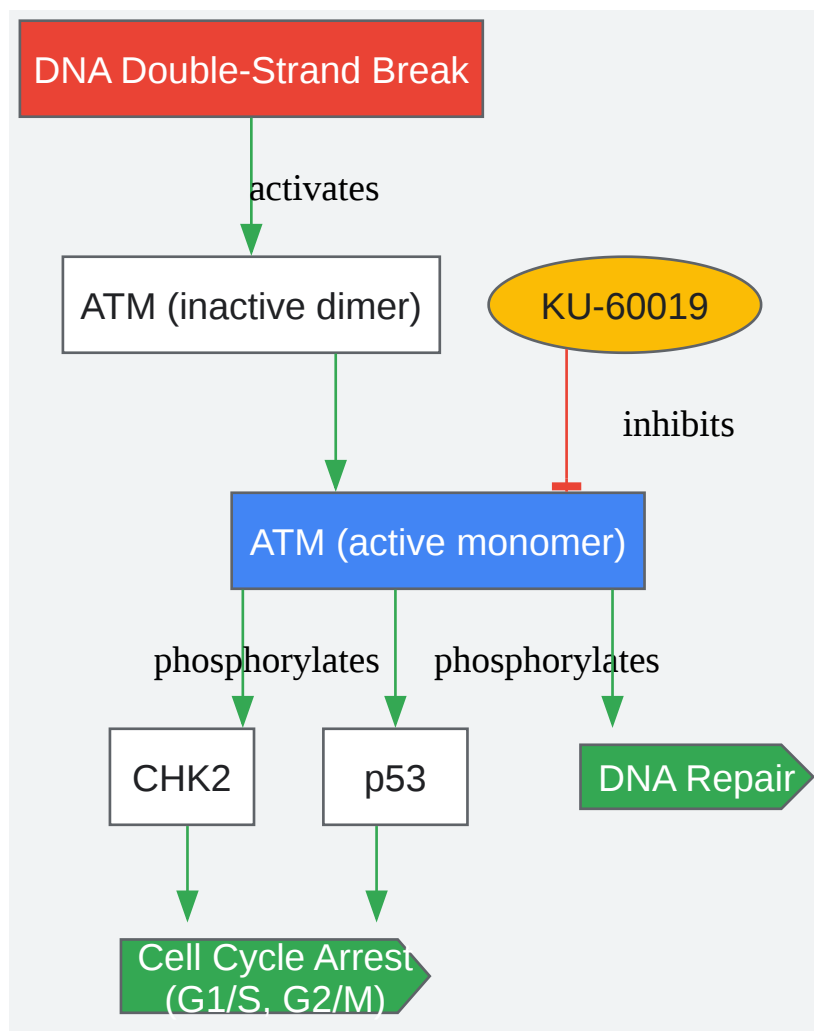 DNA Double-Strand Break
activates
ATM (inactive dimer)
KU-60019
inhibits
ATM (active monomer)
phosphorylates
phosphorylates
CHK2
p53
DNA Repair
Cell Cycle Arrest
(G1/S, G2/M)